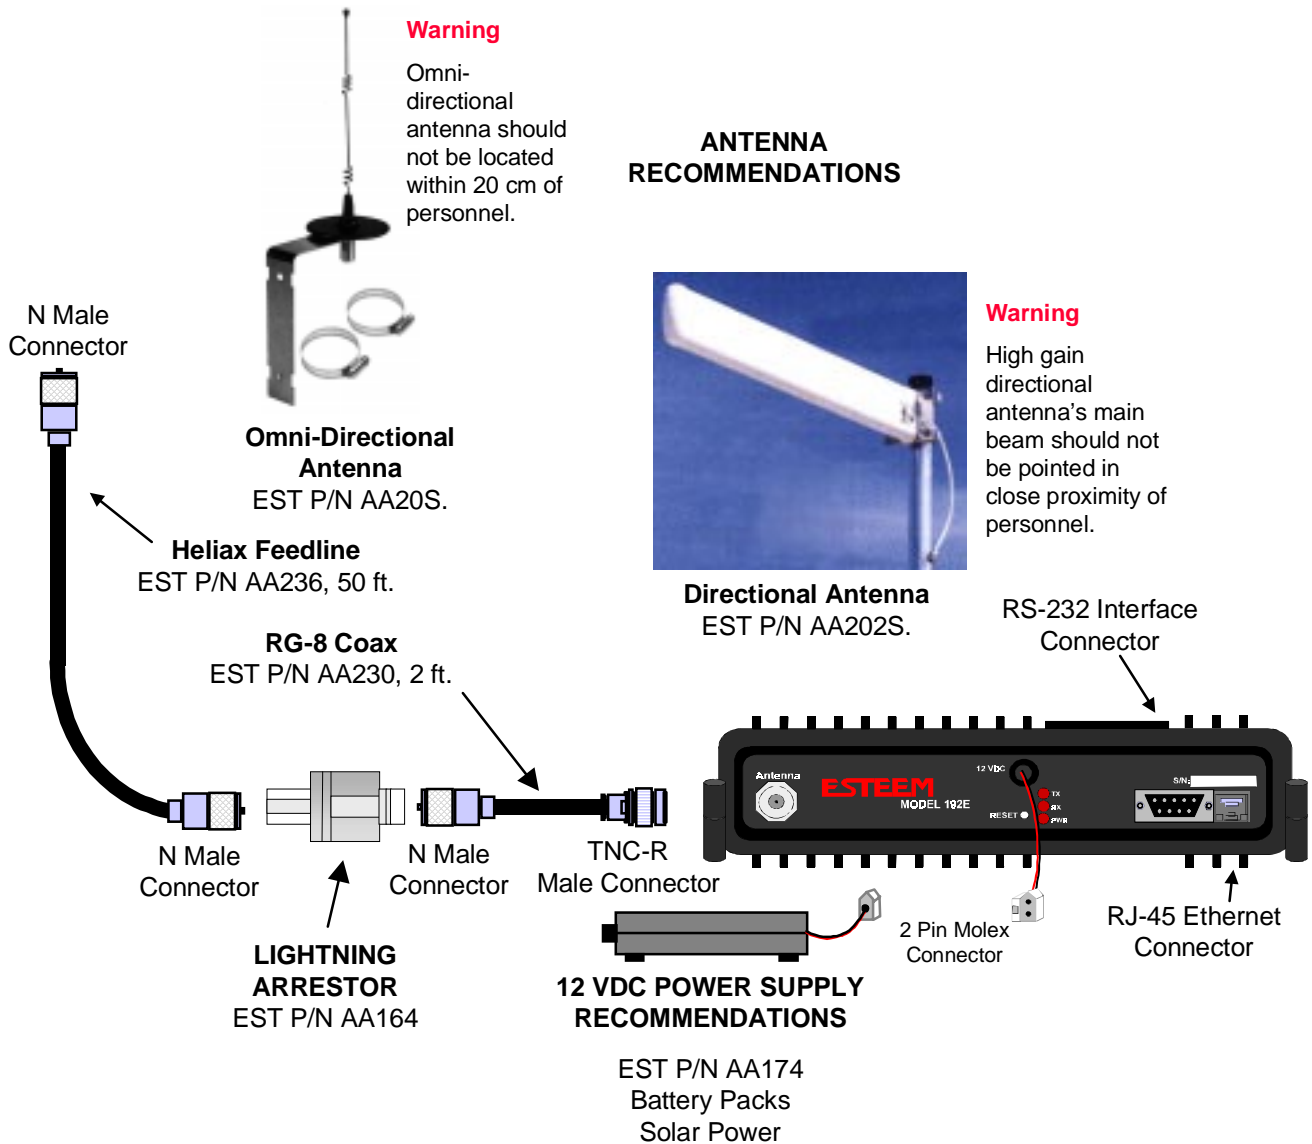 Warning
Omni-
directional
antenna should
not be located
within 20 cm of
personnel.
ANTENNA
RECOMMENDATIONS
N Male
Connector
Omni-Directional
Antenna
EST P/N AA20S.
Warning
High gain
directional
antenna's main
beam should not
be pointed in
close proximity of
personnel.
Heliax Feedline
EST P/N AA236, 50 ft.
Directional Antenna
EST P/N AA202S.
RS-232 Interface
Connector
RG-8 Coax
EST P/N AA230, 2 ft.
Antenna
ESTEEM
MODEL 192E
12 VDC
TX
RX
PWR
RESET
S/N:
N Male
Connector
N Male
Connector
TNC-R
Male Connector
2 Pin Molex
Connector
RJ-45 Ethernet
Connector
LIGHTNING
ARRESTOR
EST P/N AA164
12 VDC POWER SUPPLY
RECOMMENDATIONS
EST P/N AA174
Battery Packs
Solar Power